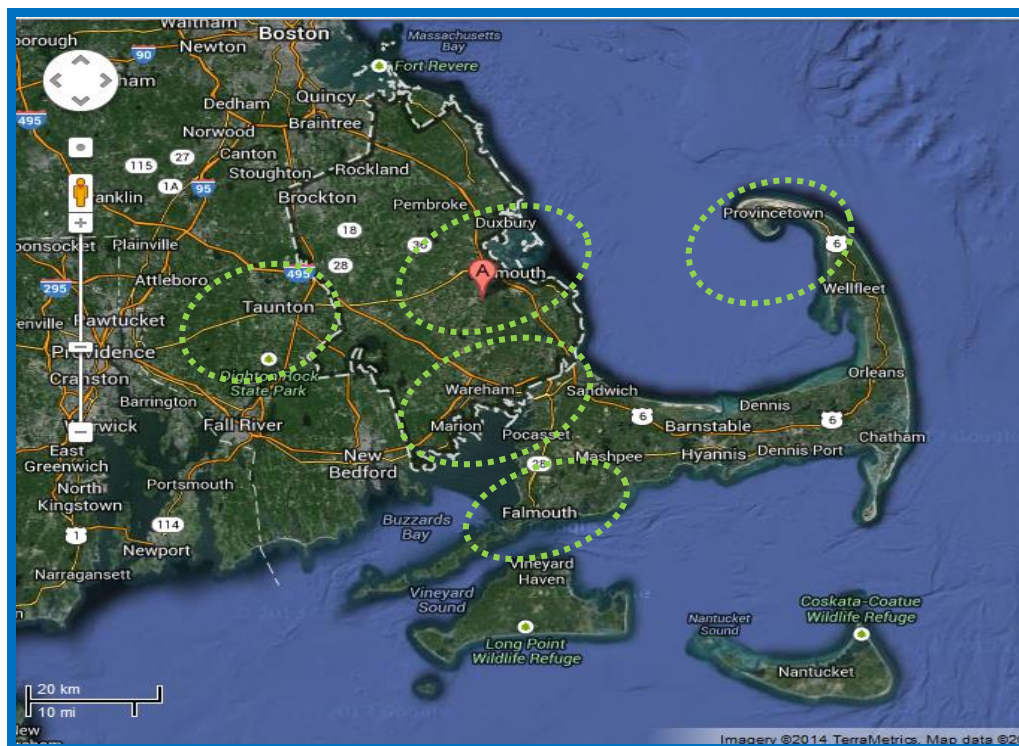 Waltham
Boston
Massachusetts
Bay
Newton
90
Fort Revere
ham
Dedham
Quincy
495
Norwood
Braintree
Canton
115
27
Stoughton
Rockland
1A
95
Brockton
Pembroke
Provincetown
Duxbury
18
36
6
Plainville
28
A
mouth
495
Attleboro
295
Wellfleet
Taunton
Pawtucket
Providence
Dighton Rock
State Park
Cranston
Wareham
Sandwich
Orleans
Barrington
Dennis
6
6
Warwick
Fall River
Marion
Pocasset
Barnstable
Chatham
East
Greenwich
New
Bedford
28
Mashpee
Hyannis
Dennis Port
North
Kingstown
Portsmouth
Falmouth
114
Buzzards
Bay
1
Newport
Vineyard
Haven
Narragansett
Vineyard
Sound
Coskata-Coatue
Wildlife Refuge
Nantucket
Sound
Long Point
Wildlife Refuge
Nantucket
20 km
10 mi
Imagery ©2014 TerraMetrics, Map data ©20